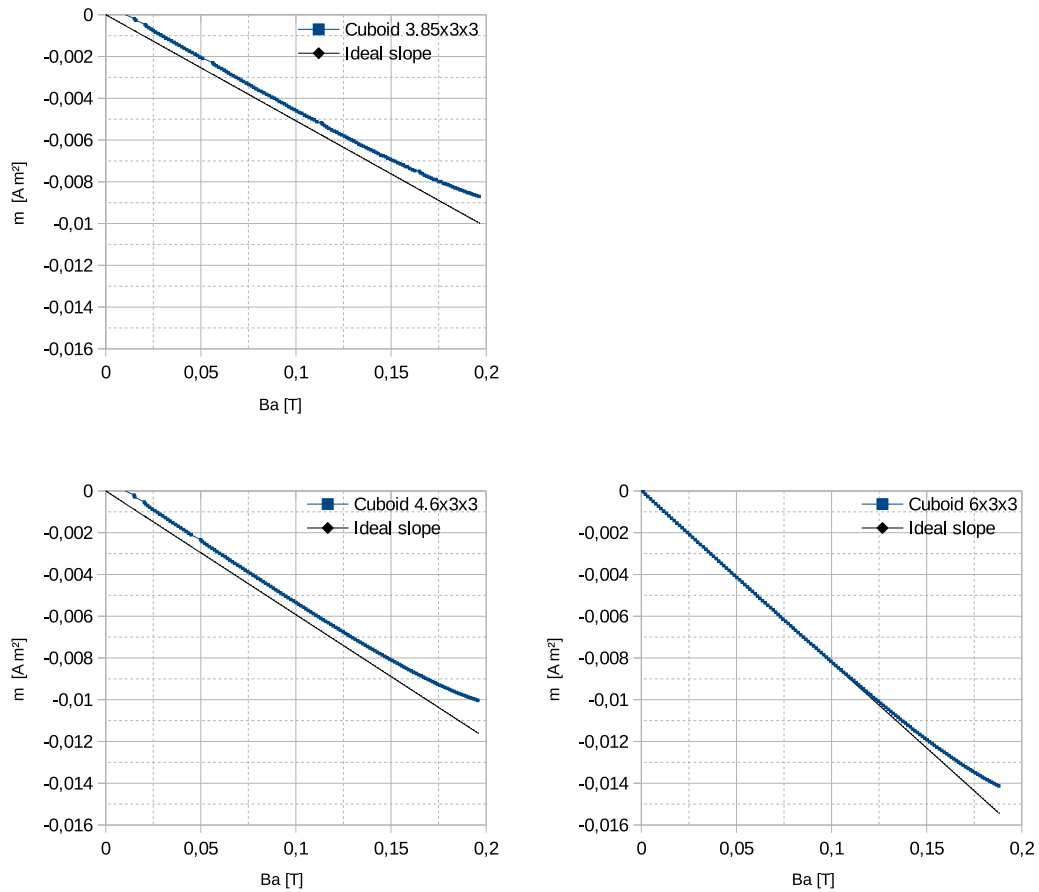 0
-0,002
-0,004
-0,006
-0,008
-0,01
-0,012
-0,014
-0,016
m [A m²]
Cuboid 3.85x3x3
Ideal slope
0 0,05 0,1 0,15 0,2
Ba [T]
0
-0,002
-0,004
-0,006
-0,008
-0,01
-0,012
-0,014
-0,016
m [A m²]
Cuboid 4.6x3x3
Ideal slope
0 0,05 0,1 0,15 0,2
Ba [T]
0
-0,002
-0,004
-0,006
-0,008
-0,01
-0,012
-0,014
-0,016
m [A m²]
Cuboid 6x3x3
Ideal slope
0 0,05 0,1 0,15 0,2
Ba [T]